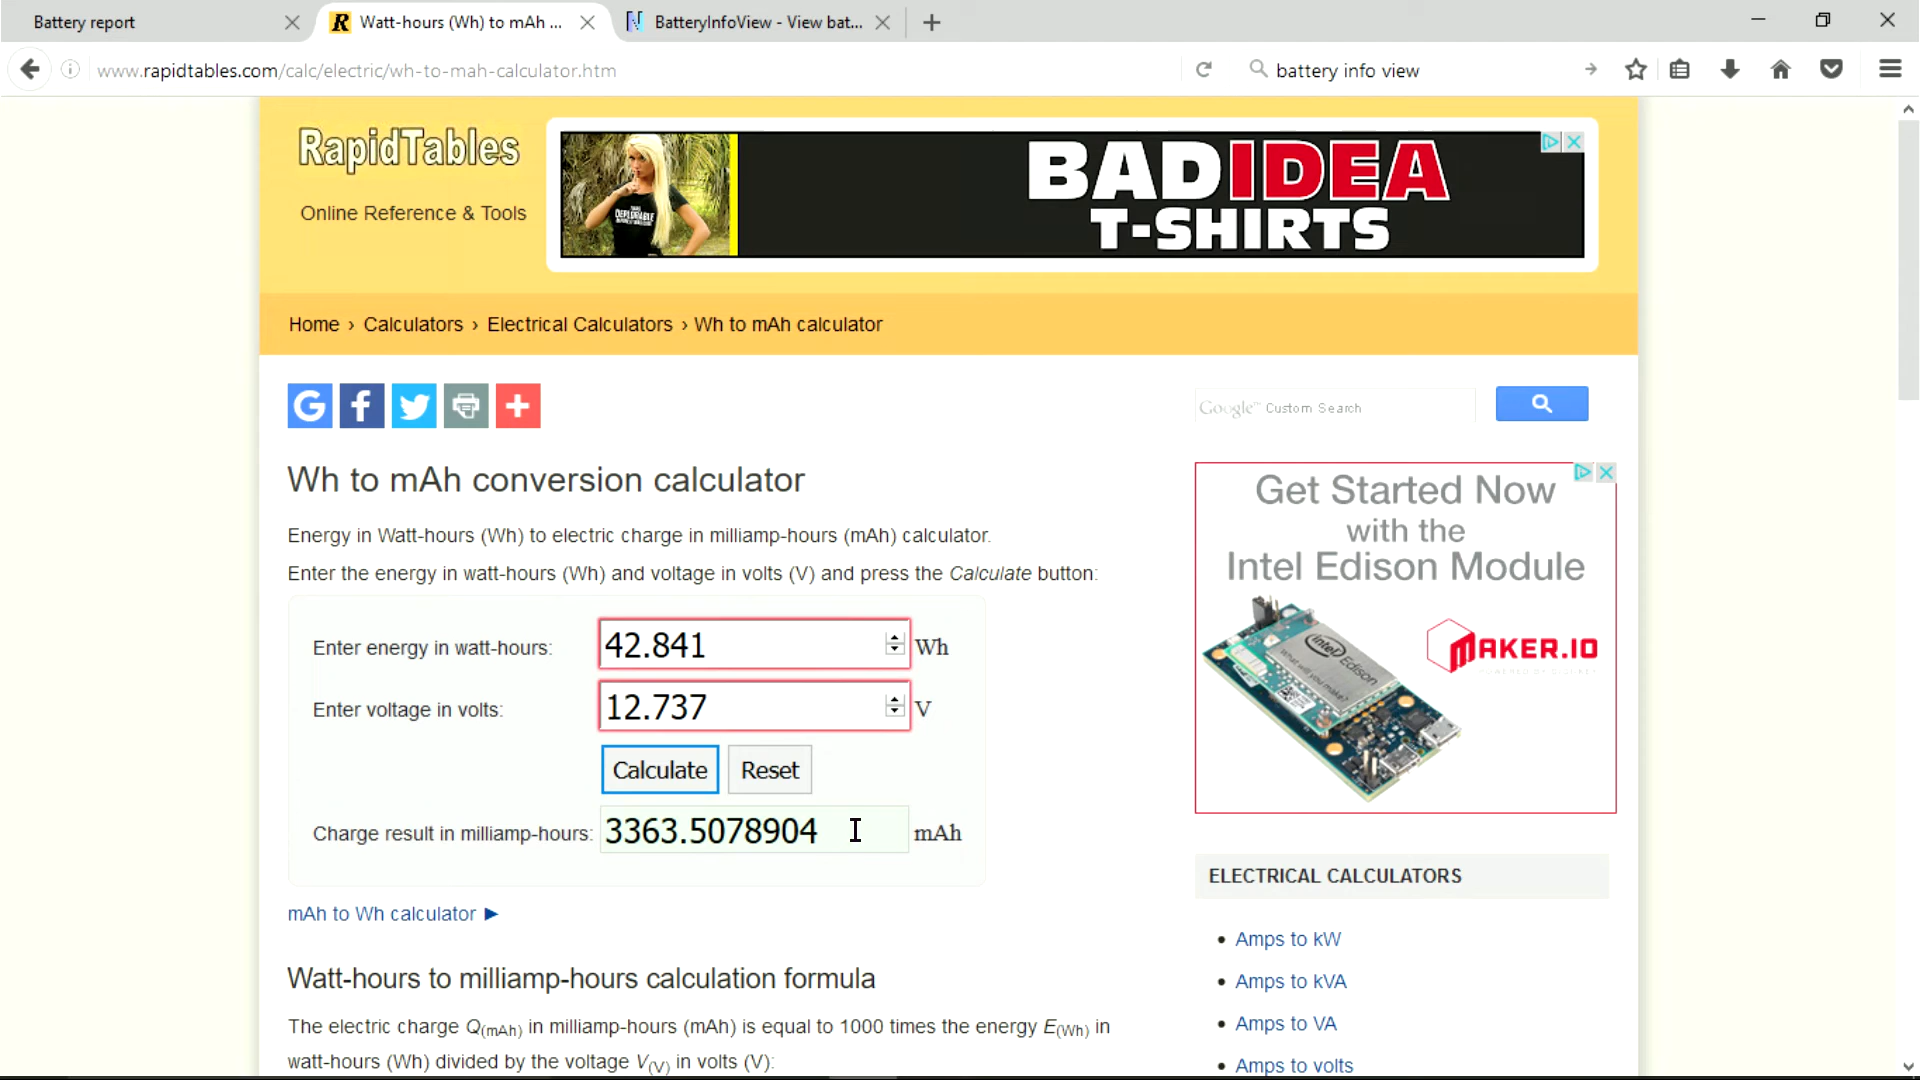 Battery report
Watt-hours (Wh) to mAh ...
BatteryInfoView - View bat...
www.rapidtables.com/calc/electric/wh-to-mah-calculator.htm
battery info view
RapidTables
Online Reference & Tools
DEPLORABLE
BAD IDEA
T-SHIRTS
Home › Calculators › Electrical Calculators › Wh to mAh calculator
Google™ Custom Search
Wh to mAh conversion calculator
Energy in Watt-hours (Wh) to electric charge in milliamp-hours (mAh) calculator.
Enter the energy in watt-hours (Wh) and voltage in volts (V) and press the Calculate button:
Enter energy in watt-hours: 42.841 Wh
Enter voltage in volts: 12.737 V
Calculate Reset
Charge result in milliamp-hours: 3363.5078904 mAh
mAh to Wh calculator ►
Watt-hours to milliamp-hours calculation formula
The electric charge Q(mAh) in milliamp-hours (mAh) is equal to 1000 times the energy E(Wh) in
watt-hours (Wh) divided by the voltage V(V) in volts (V):
Get Started Now
with the
Intel Edison Module
intel Edison
What will you make?
MAKER.IO
ELECTRICAL CALCULATORS
Amps to kW
Amps to kVA
Amps to VA
Amps to volts